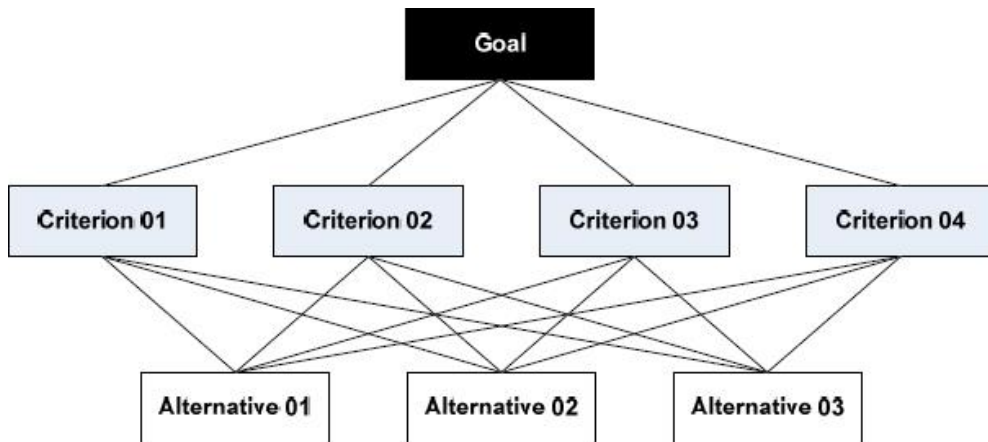 Goal
Criterion 01
Criterion 02
Criterion 03
Criterion 04
Alternative 01
Alternative 02
Alternative 03